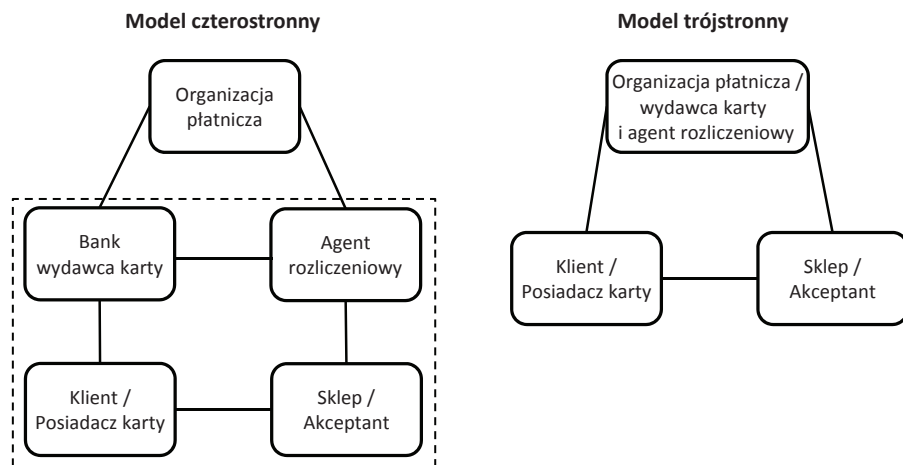 Model czterostronny
Organizacja
płatnicza
Bank
wydawca karty
Agent
rozliczeniowy
Klient /
Posiadacz karty
Sklep /
Akceptant
Model trójstronny
Organizacja płatnicza /
wydawca karty
i agent rozliczeniowy
Klient /
Posiadacz karty
Sklep /
Akceptant